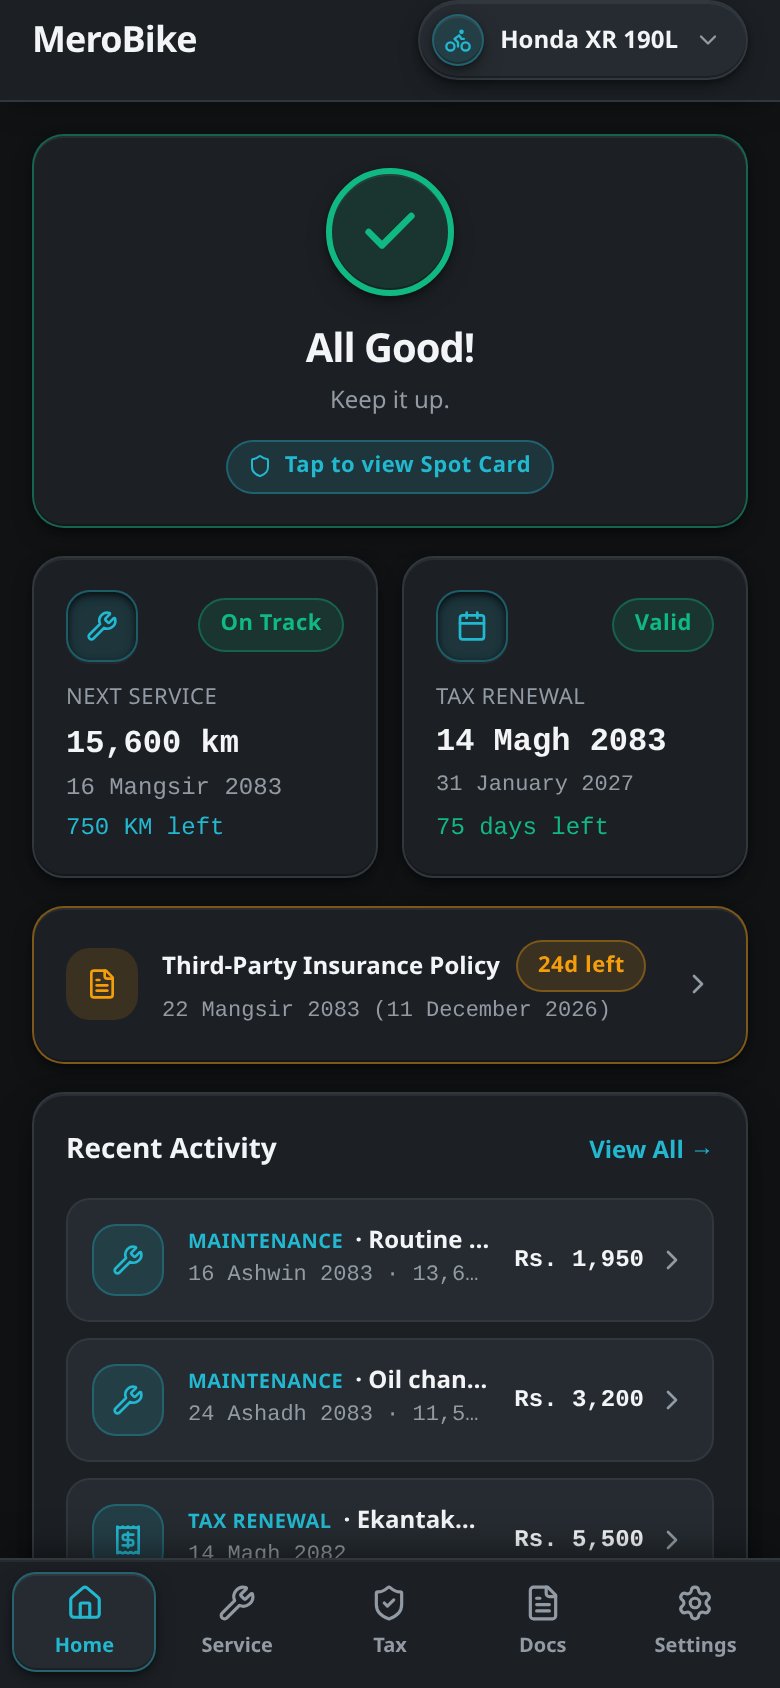 MeroBike
Honda XR 190L
All Good!
Keep it up.
Tap to view Spot Card
On Track
NEXT SERVICE
15,600 km
16 Mangsir 2083
750 KM left
Valid
TAX RENEWAL
14 Magh 2083
31 January 2027
75 days left
Third-Party Insurance Policy
24d left
22 Mangsir 2083 (11 December 2026)
Recent Activity
View All →
MAINTENANCE · Routine ...
16 Ashwin 2083 · 13,6...
Rs. 1,950
MAINTENANCE · Oil chan...
24 Ashadh 2083 · 11,5...
Rs. 3,200
TAX RENEWAL · Ekantak...
14 Magh 2082
Rs. 5,500
Home
Service
Tax
Docs
Settings